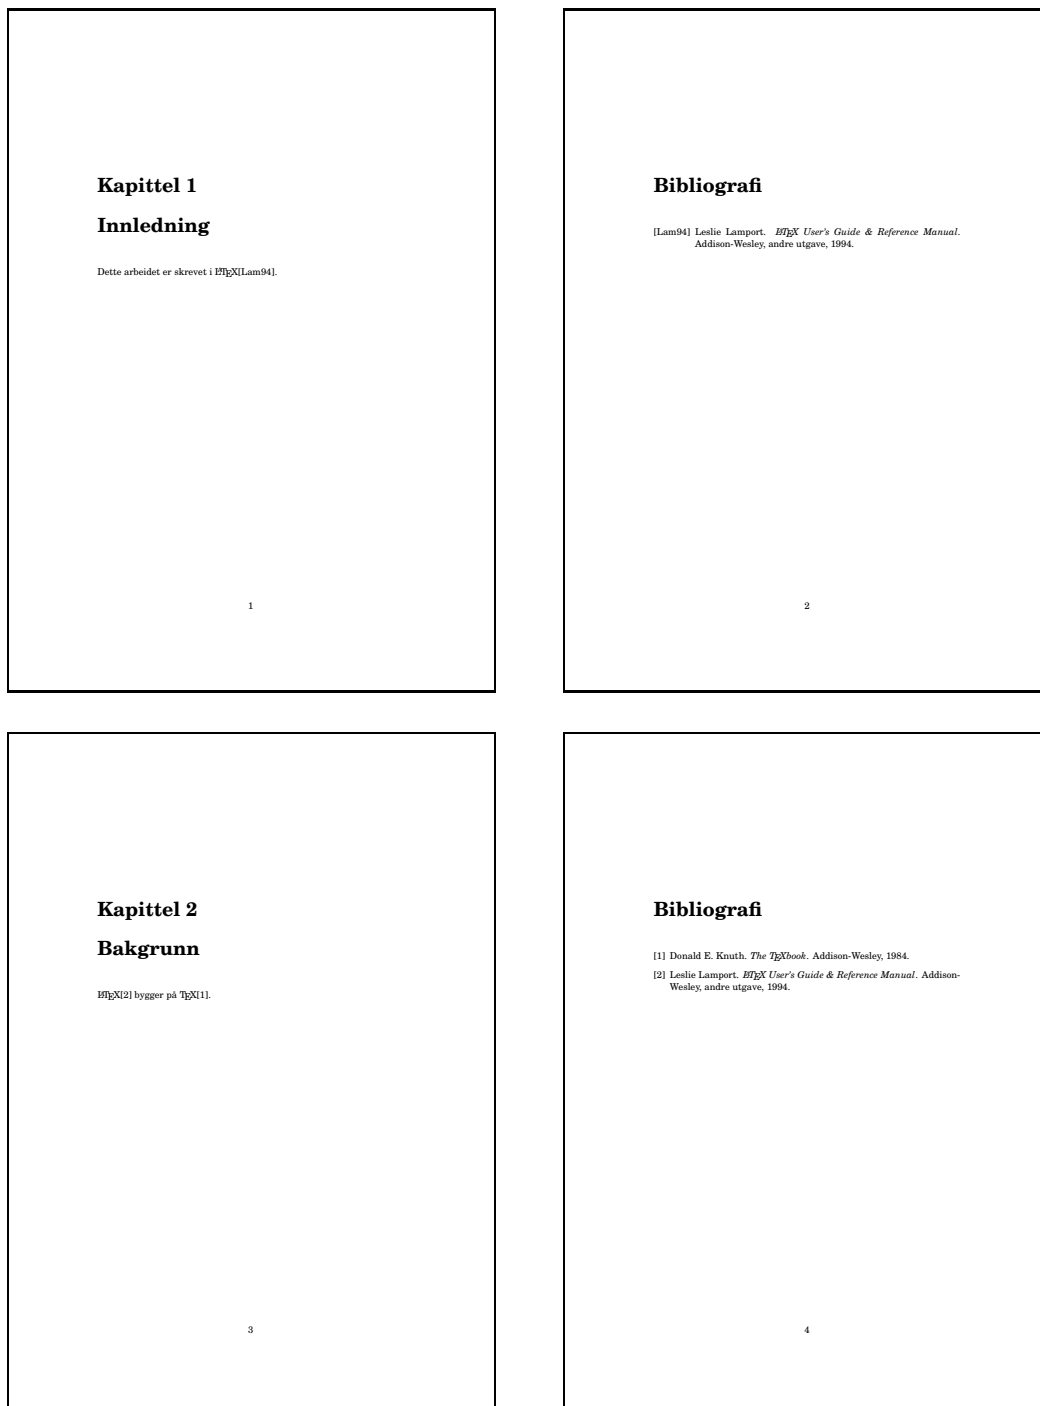 Kapittel 1
Innledning
Dette arbeidet er skrevet i LATEX[Lam94].
1
Bibliografi
[Lam94] Leslie Lamport. LATEX User's Guide & Reference Manual.
Addison-Wesley, andre utgave, 1994.
2
Kapittel 2
Bakgrunn
LATEX[2] bygger på TEX[1].
3
Bibliografi
[1] Donald E. Knuth. The TEXbook. Addison-Wesley, 1984.
[2] Leslie Lamport. LATEX User's Guide & Reference Manual. Addison-
Wesley, andre utgave, 1994.
4